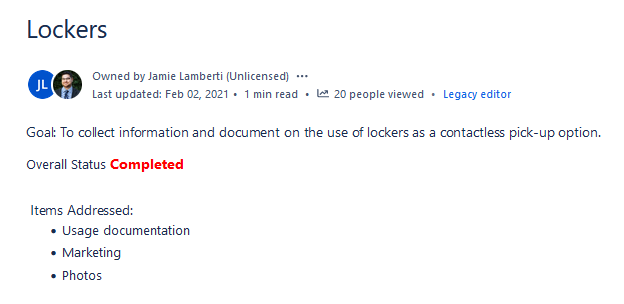 Lockers
JL
Owned by Jamie Lamberti (Unlicensed) •••
Last updated: Feb 02, 2021 • 1 min read • 20 people viewed • Legacy editor
Goal: To collect information and document on the use of lockers as a contactless pick-up option.
Overall Status Completed
Items Addressed:
• Usage documentation
• Marketing
• Photos